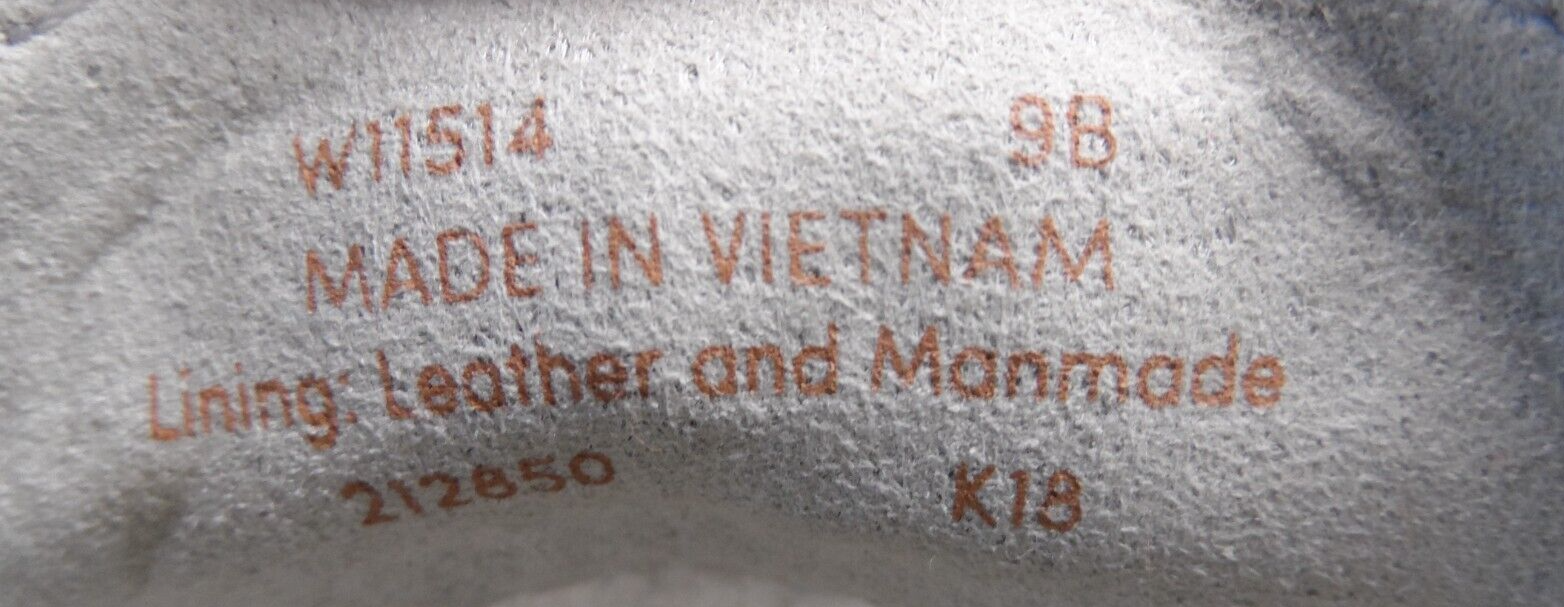 W11514 9B
MADE IN VIETNAM
Lining: Leather and Manmade
212850 K18